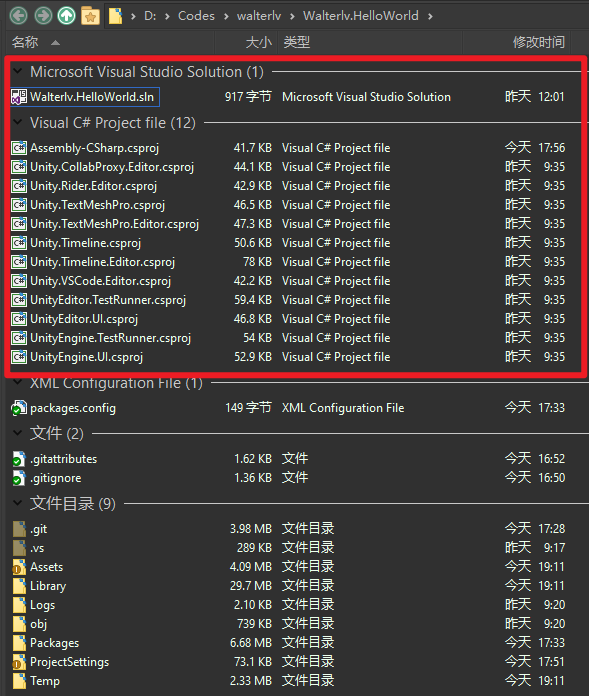 D: Codes walterlv Walterlv.HelloWorld
名称 大小 类型 修改时间
Microsoft Visual Studio Solution (1)
Walterlv.HelloWorld.sln 917 字节 Microsoft Visual Studio Solution 昨天 12:01
Visual C# Project file (12)
Assembly-CSharp.csproj 41.7 KB Visual C# Project file 今天 17:56
Unity.CollabProxy.Editor.csproj 44.1 KB Visual C# Project file 昨天 9:35
Unity.Rider.Editor.csproj 42.9 KB Visual C# Project file 昨天 9:35
Unity.TextMeshPro.csproj 46.5 KB Visual C# Project file 昨天 9:35
Unity.TextMeshPro.Editor.csproj 47.3 KB Visual C# Project file 昨天 9:35
Unity.Timeline.csproj 50.6 KB Visual C# Project file 昨天 9:35
Unity.Timeline.Editor.csproj 78 KB Visual C# Project file 昨天 9:35
Unity.VSCode.Editor.csproj 42.2 KB Visual C# Project file 昨天 9:35
UnityEditor.TestRunner.csproj 59.4 KB Visual C# Project file 昨天 9:35
UnityEditor.UI.csproj 46.8 KB Visual C# Project file 昨天 9:35
UnityEngine.TestRunner.csproj 54 KB Visual C# Project file 昨天 9:35
UnityEngine.UI.csproj 52.9 KB Visual C# Project file 昨天 9:35
XML Configuration File (1)
packages.config 149 字节 XML Configuration File 今天 17:33
文件 (2)
.gitattributes 1.62 KB 文件 今天 16:52
.gitignore 1.36 KB 文件 今天 16:50
文件目录 (9)
.git 3.98 MB 文件目录 今天 17:28
.vs 289 KB 文件目录 昨天 9:17
Assets 4.09 MB 文件目录 今天 19:11
Library 29.7 MB 文件目录 今天 19:11
Logs 2.10 KB 文件目录 昨天 9:20
obj 739 KB 文件目录 昨天 9:20
Packages 6.68 MB 文件目录 今天 17:33
ProjectSettings 73.1 KB 文件目录 今天 17:51
Temp 2.33 MB 文件目录 今天 19:11